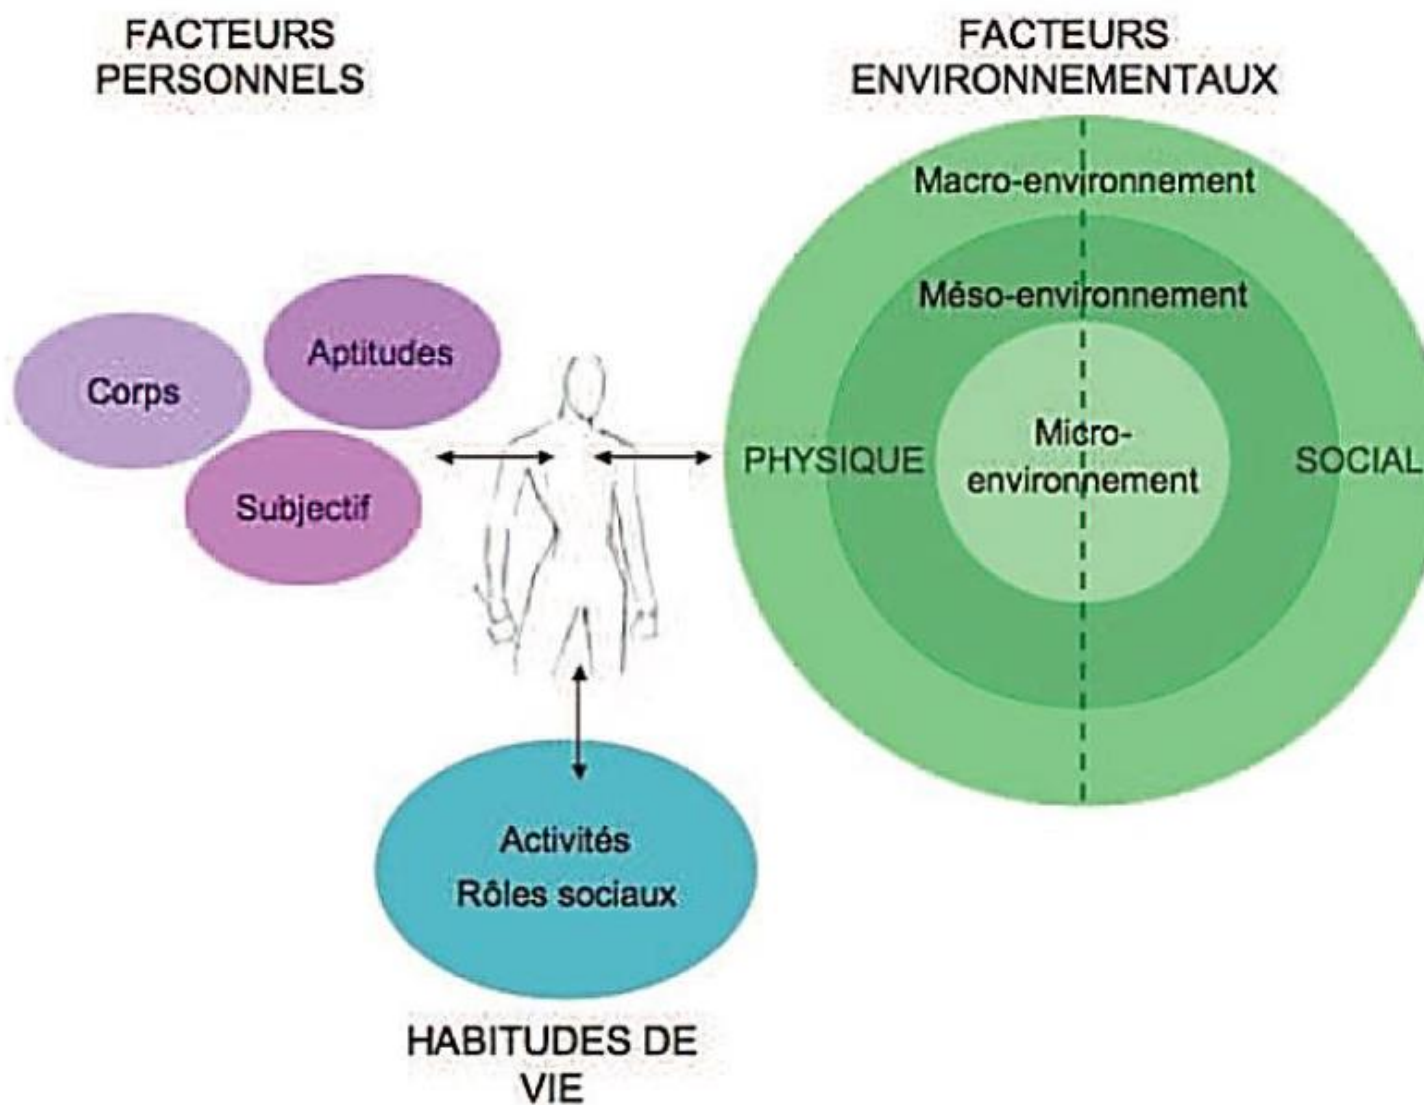 FACTEURS
PERSONNELS
FACTEURS
ENVIRONNEMENTAUX
Macro-environnement
Méso-environnement
Micro-
environnement
PHYSIQUE
SOCIAL
Aptitudes
Corps
Subjectif
Activités
Rôles sociaux
HABITUDES DE
VIE